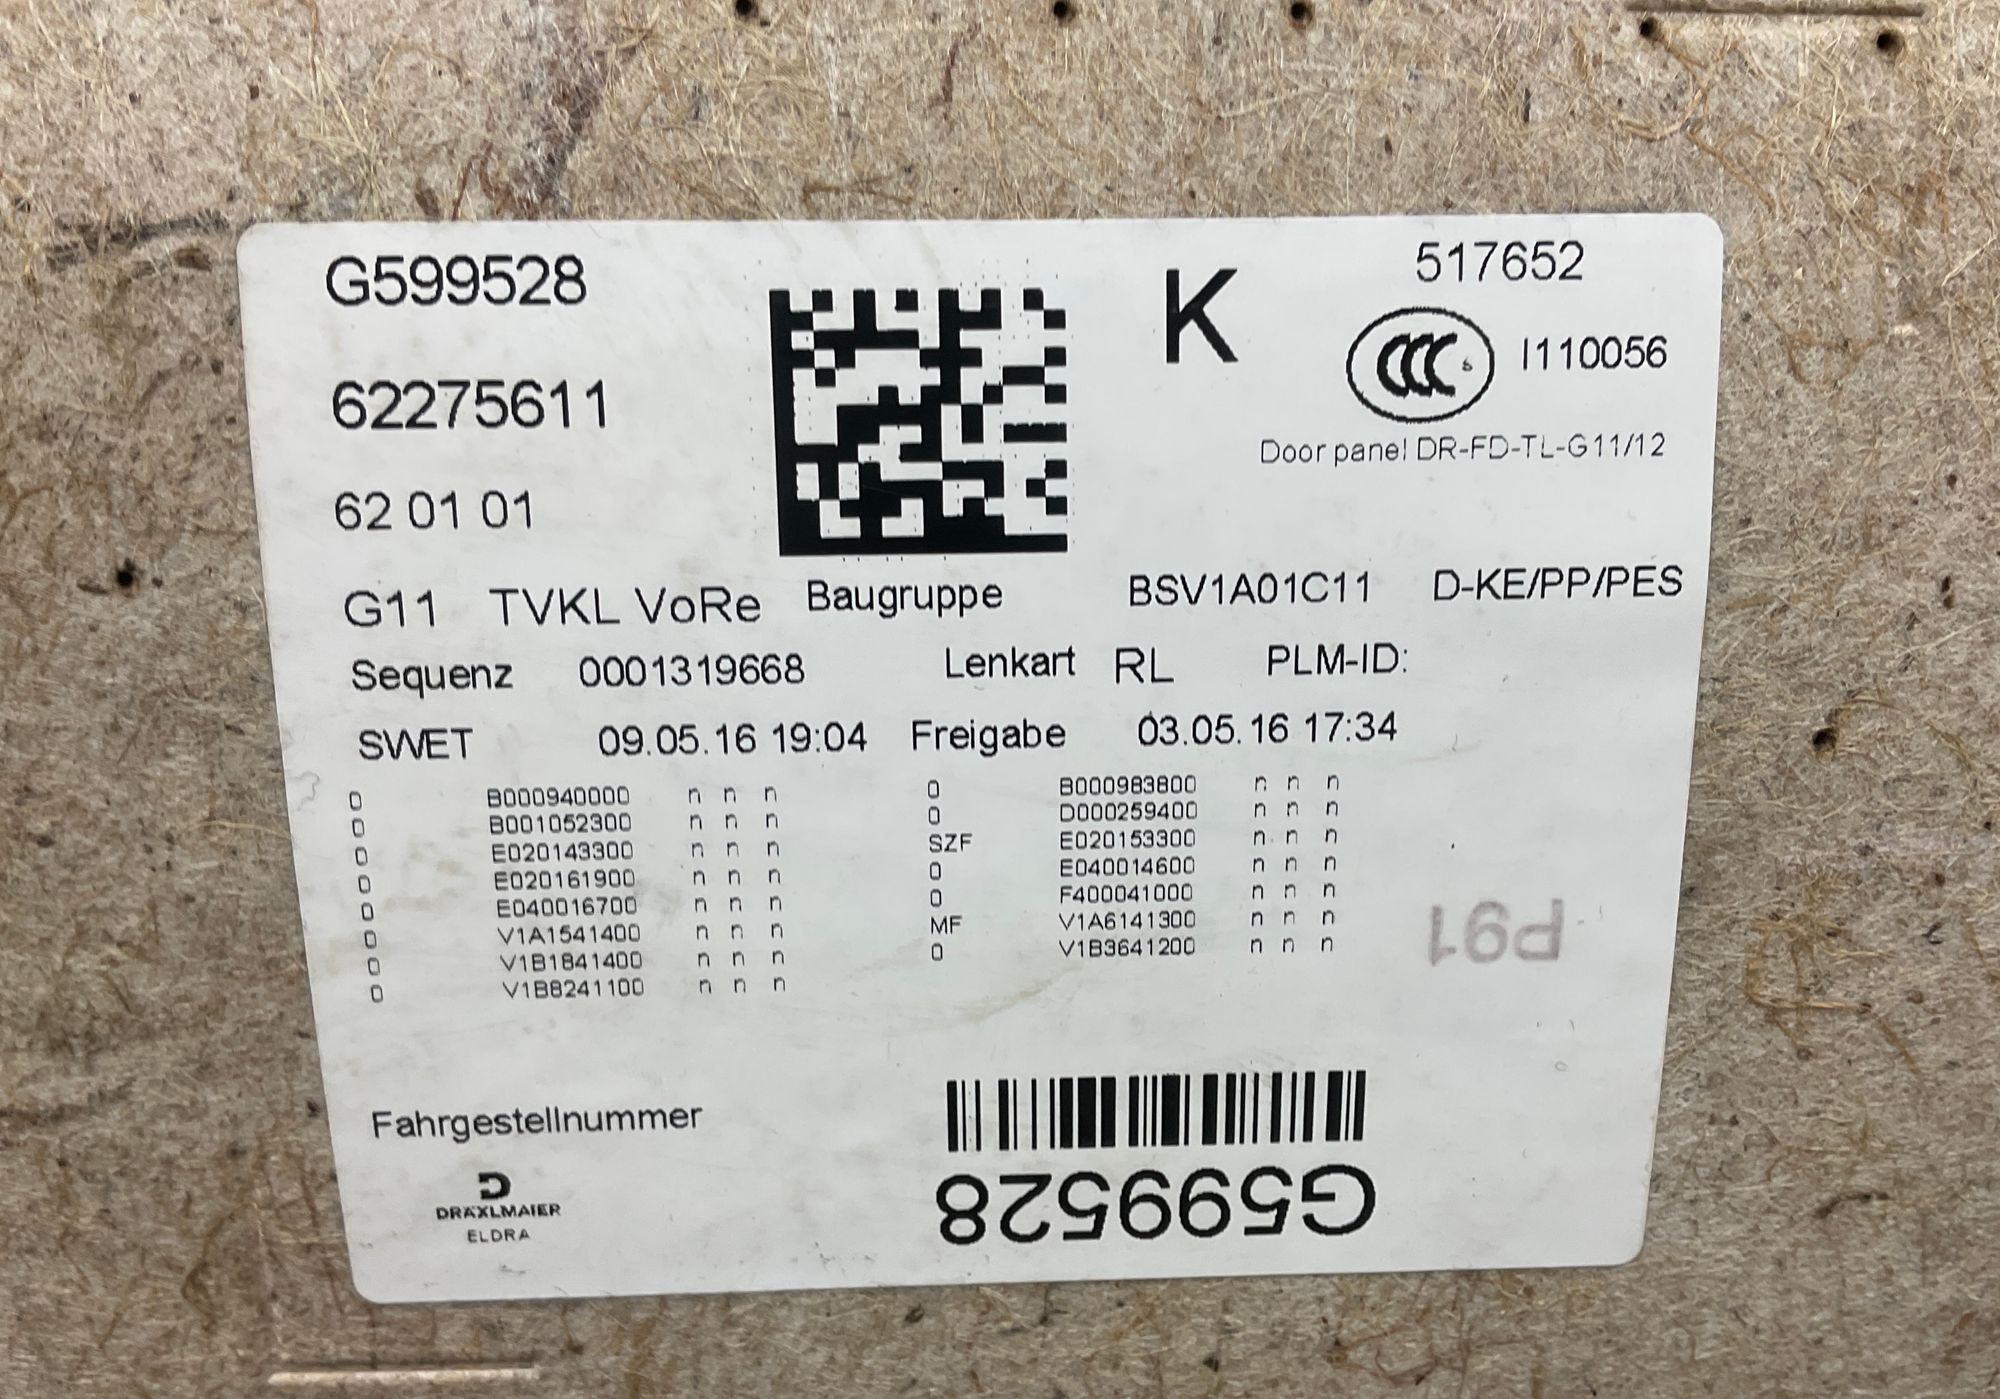 G599528
K
517652
CCC S I110056
62275611
Door panel DR-FD-TL-G11/12
62 01 01
G11 TVKL VoRe Baugruppe BSV1A01C11 D-KE/PP/PES
Sequenz 0001319668 Lenkart RL PLM-ID:
SWET 09.05.16 19:04 Freigabe 03.05.16 17:34
0 B000940000 n n n 0 B000983800 n n n
0 B001052300 n n n 0 D000259400 n n n
0 E020143300 n n n SZF E020153300 n n n
0 E020161900 n n n 0 E040014600 n n n
0 E040016700 n n n 0 F400041000 n n n
0 V1A1541400 n n n MF V1A6141300 n n n
0 V1B1841400 n n n 0 V1B3641200 n n n
0 V1B8241100 n n n
P91
Fahrgestellnummer
G599528
DRÄXLMAIER
ELDRA